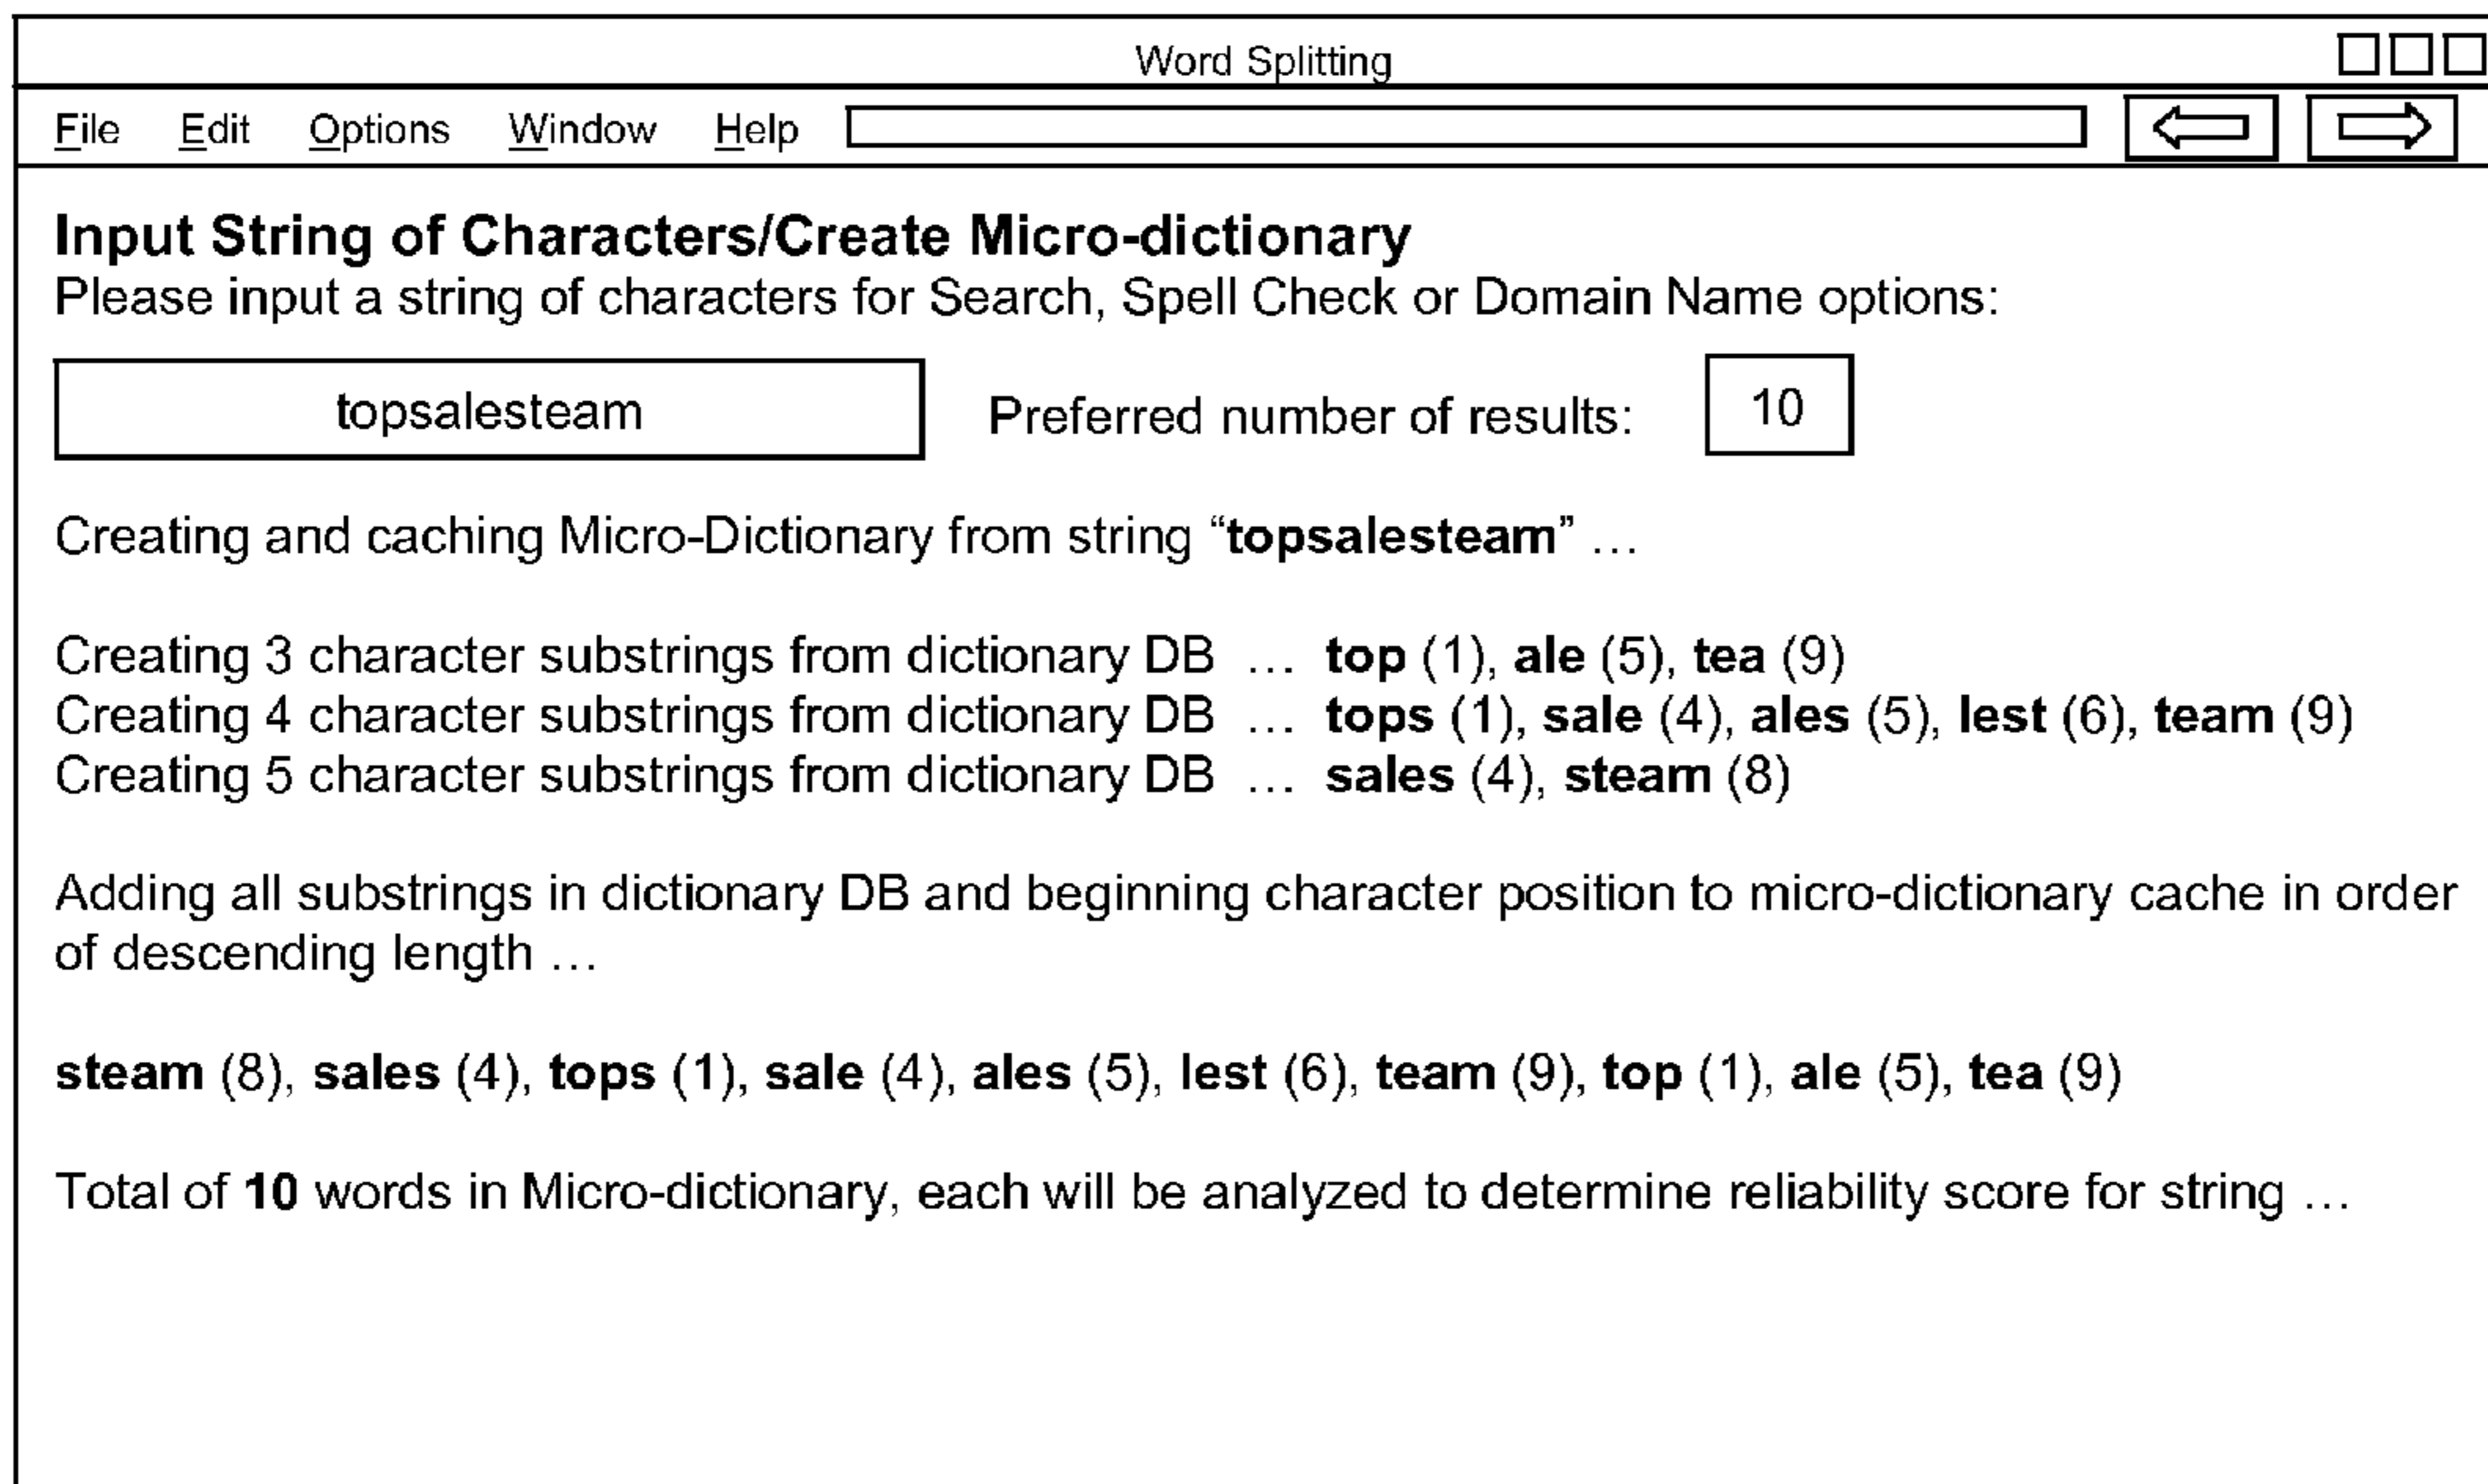 Word Splitting
File Edit Options Window Help
Input String of Characters/Create Micro-dictionary
Please input a string of characters for Search, Spell Check or Domain Name options:
topsalesteam Preferred number of results: 10
Creating and caching Micro-Dictionary from string “topsalesteam” …
Creating 3 character substrings from dictionary DB … top (1), ale (5), tea (9)
Creating 4 character substrings from dictionary DB … tops (1), sale (4), ales (5), lest (6), team (9)
Creating 5 character substrings from dictionary DB … sales (4), steam (8)
Adding all substrings in dictionary DB and beginning character position to micro-dictionary cache in order
of descending length …
steam (8), sales (4), tops (1), sale (4), ales (5), lest (6), team (9), top (1), ale (5), tea (9)
Total of 10 words in Micro-dictionary, each will be analyzed to determine reliability score for string …